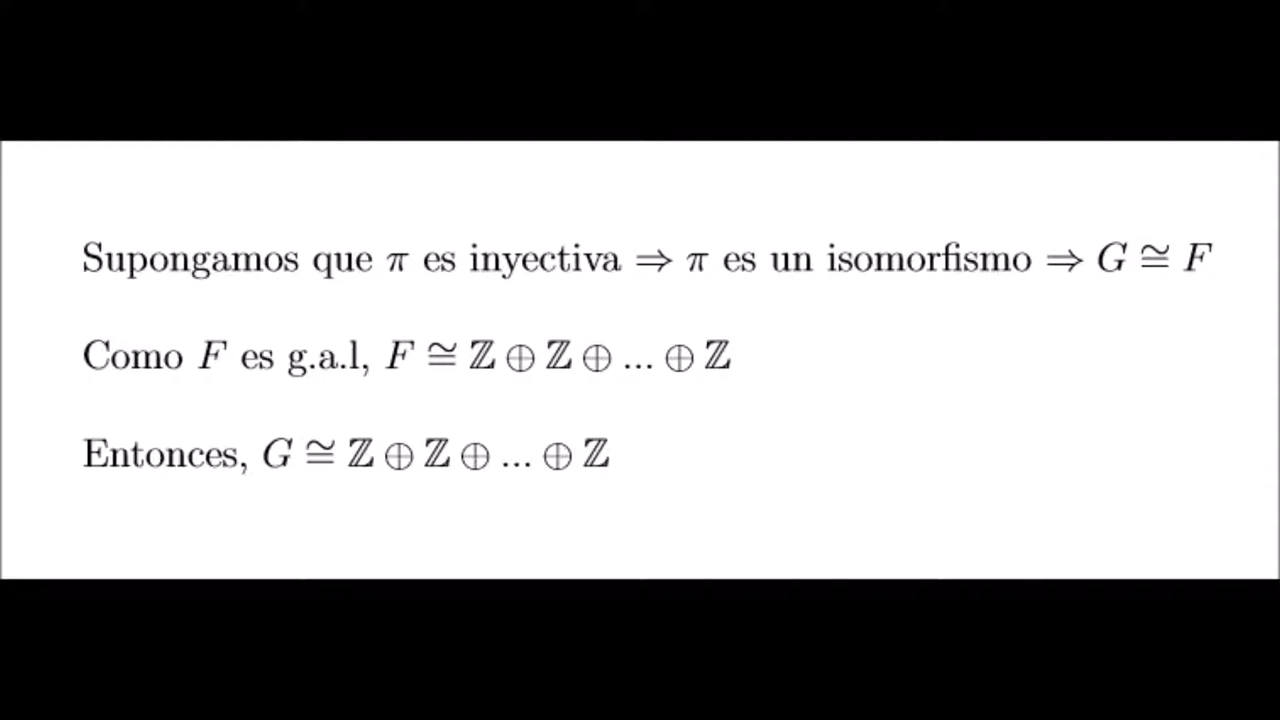 Supongamos que π es inyectiva ⇒ π es un isomorfismo ⇒ G ≅ F
Como F es g.a.l, F ≅ ℤ ⊕ ℤ ⊕ ... ⊕ ℤ
Entonces, G ≅ ℤ ⊕ ℤ ⊕ ... ⊕ ℤ